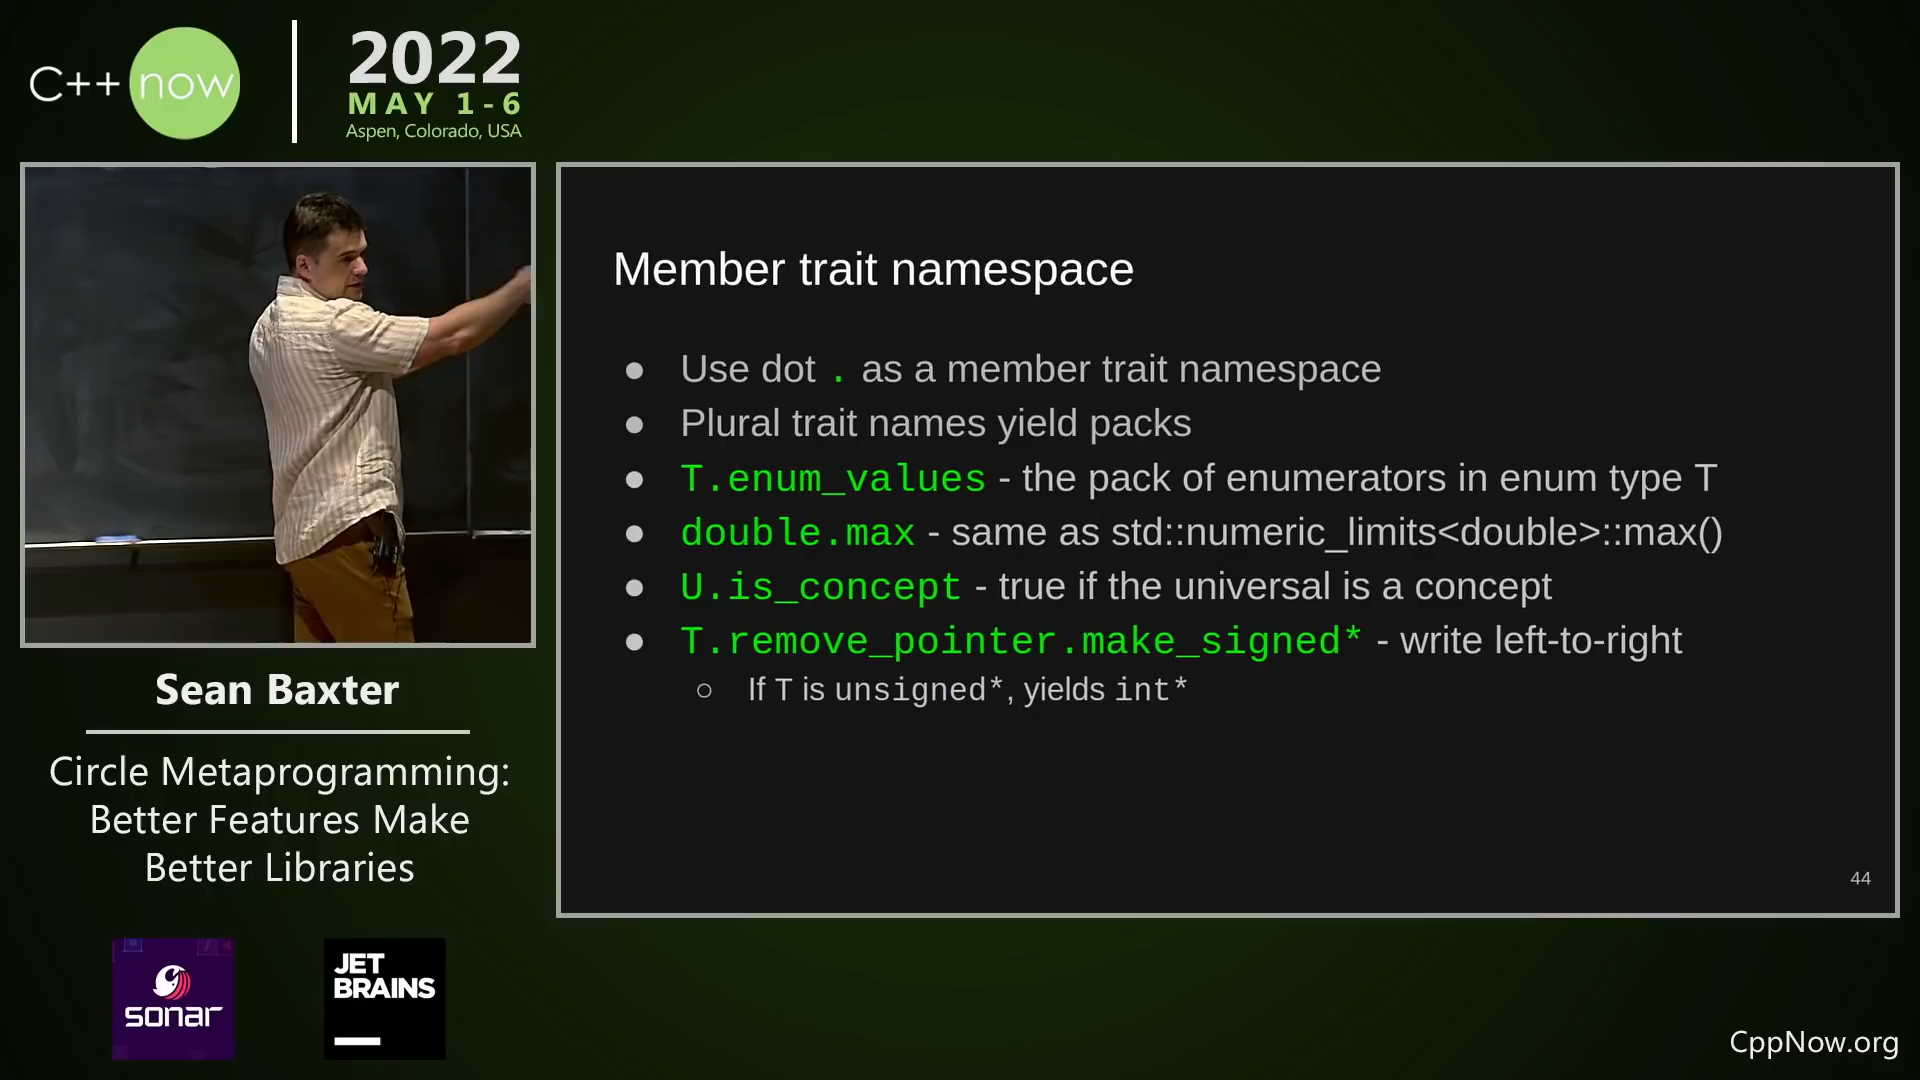 C++ now
2022
MAY 1-6
Aspen, Colorado, USA
Member trait namespace
● Use dot . as a member trait namespace
● Plural trait names yield packs
● T.enum_values - the pack of enumerators in enum type T
● double.max - same as std::numeric_limits<double>::max()
● U.is_concept - true if the universal is a concept
● T.remove_pointer.make_signed* - write left-to-right
○ If T is unsigned*, yields int*
44
Sean Baxter
Circle Metaprogramming:
Better Features Make
Better Libraries
sonar
JET
BRAINS
CppNow.org